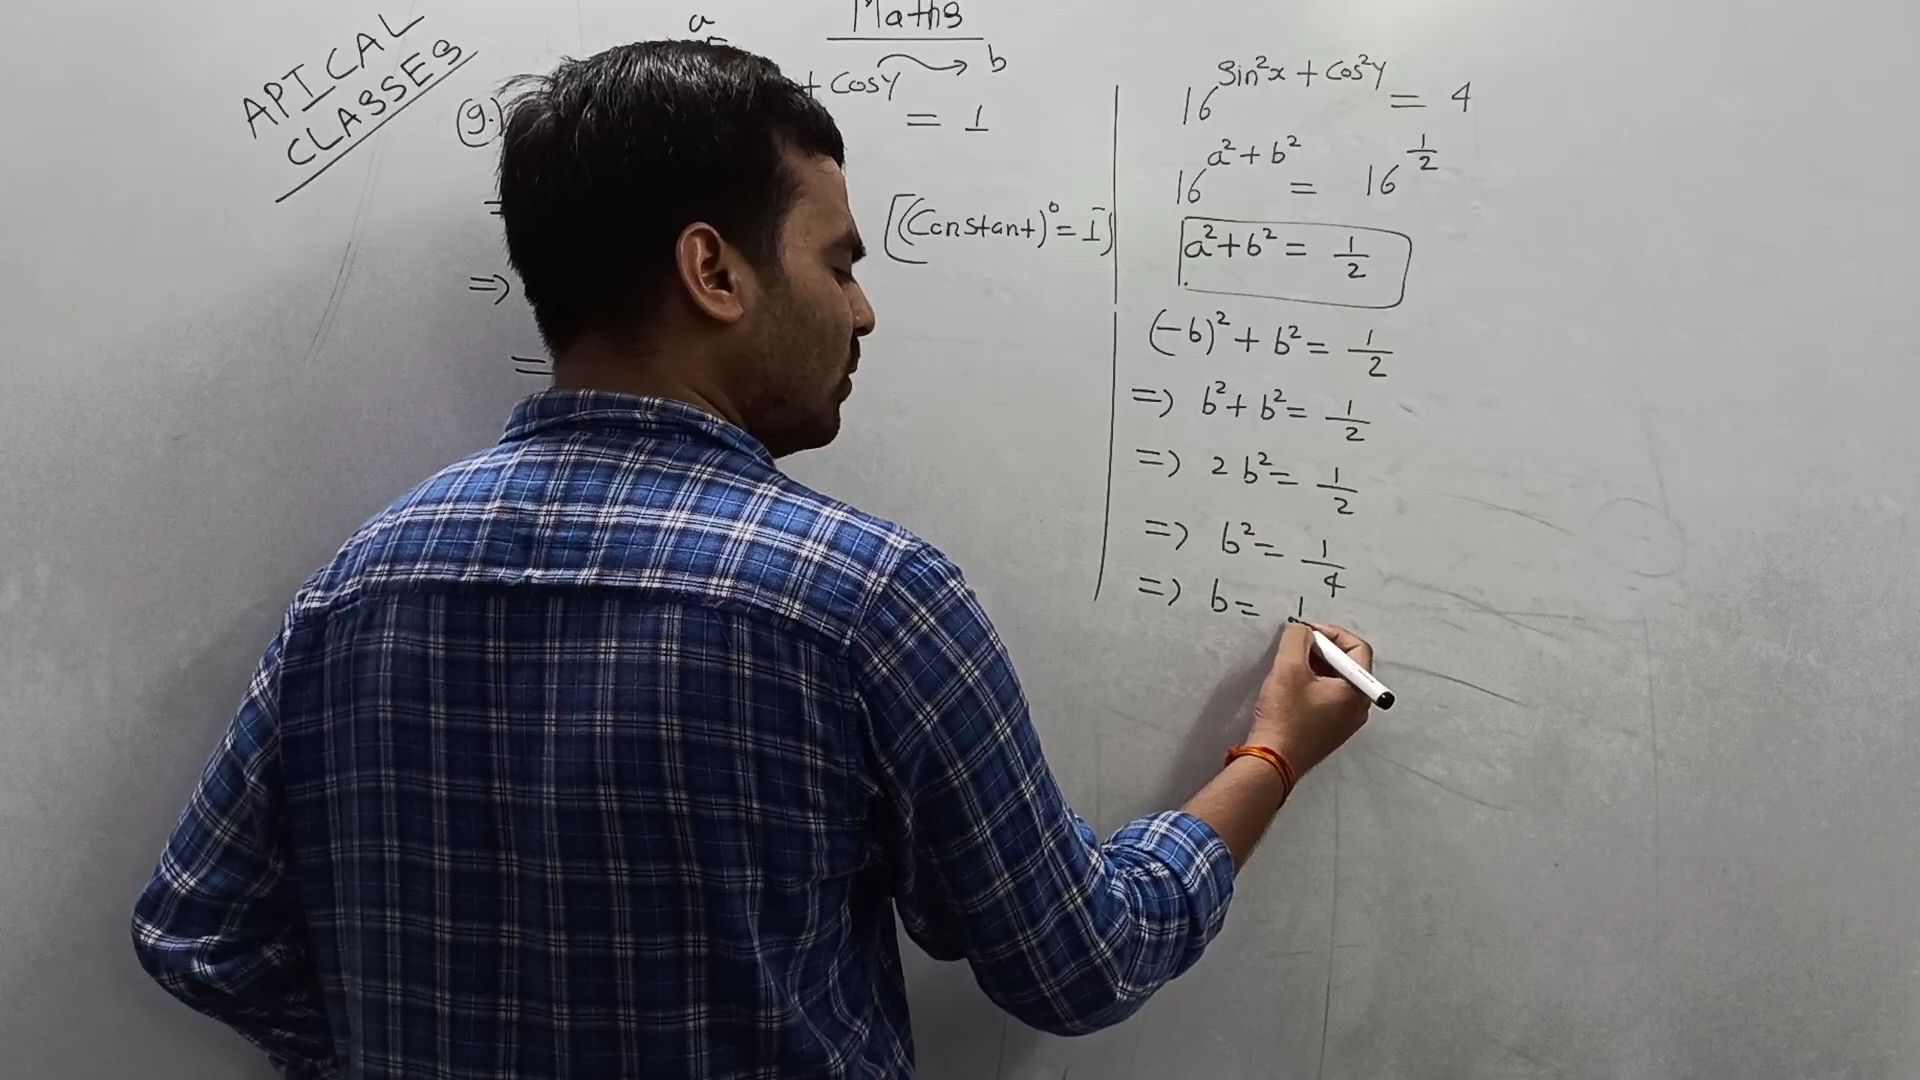 APICAL
CLASSES
Maths
a
9.)
+ Cosy → b
= 1
[(Constant)⁰ = 1)
⇒
=
16^(Sin²x + Cos²y) = 4
16^(a² + b²) = 16^(1/2)
a² + b² = 1/2
(-b)² + b² = 1/2
⇒ b² + b² = 1/2
⇒ 2b² = 1/2
⇒ b² = 1/4
⇒ b = 1